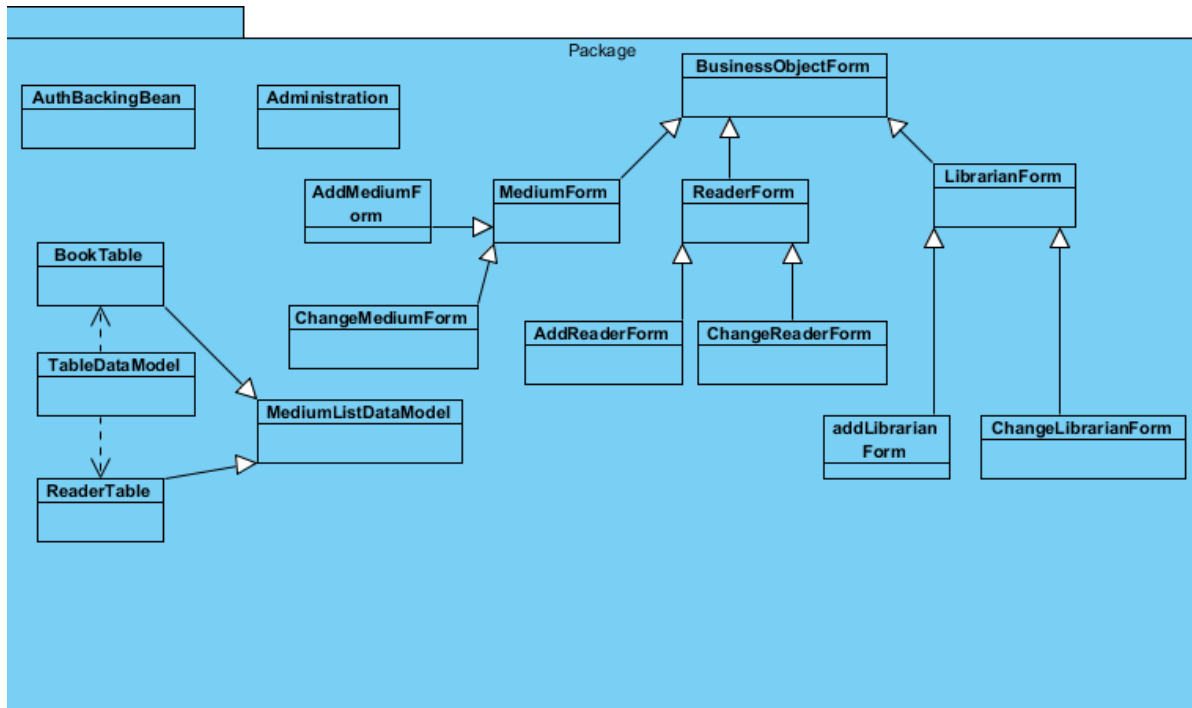 Package
BusinessObjectForm
AuthBackingBean
Administration
LibrarianForm
AddMediumF
orm
MediumForm
ReaderForm
BookTable
ChangeMediumForm
AddReaderForm
ChangeReaderForm
TableDataModel
MediumListDataModel
addLibrarian
Form
ChangeLibrarianForm
ReaderTable